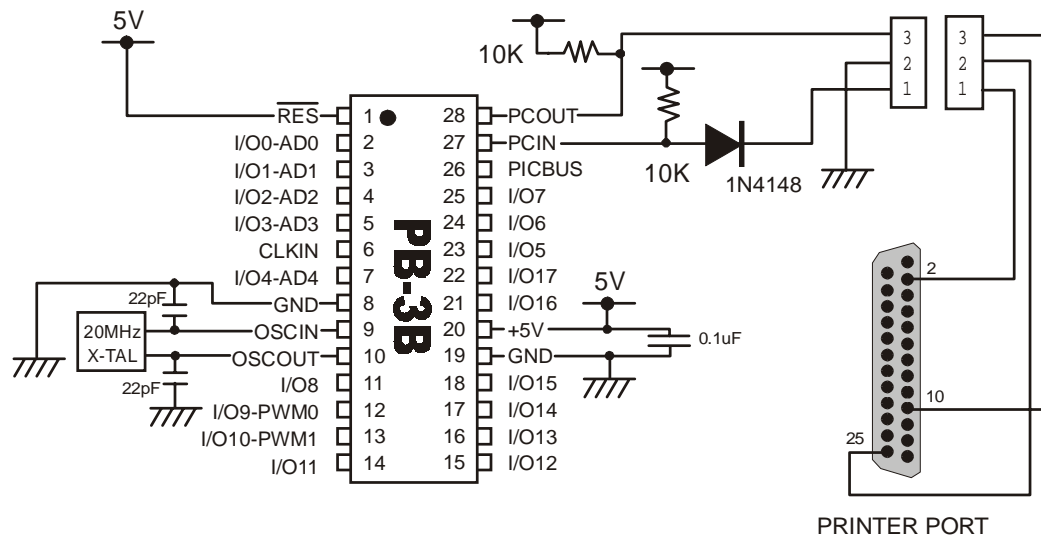 5V
10K
RES
I/O0-AD0
I/O1-AD1
I/O2-AD2
I/O3-AD3
CLKIN
I/O4-AD4
GND
OSCIN
OSCOUT
I/O8
I/O9-PWM0
I/O10-PWM1
I/O11
22pF
20MHz
X-TAL
22pF
1
2
3
4
5
6
7
8
9
10
11
12
13
14
PB-3B
28
27
26
25
24
23
22
21
20
19
18
17
16
15
PCOUT
PCIN
PICBUS
I/O7
I/O6
I/O5
I/O17
I/O16
+5V
GND
I/O15
I/O14
I/O13
I/O12
10K
1N4148
5V
0.1uF
3
2
1
3
2
1
2
10
25
PRINTER PORT